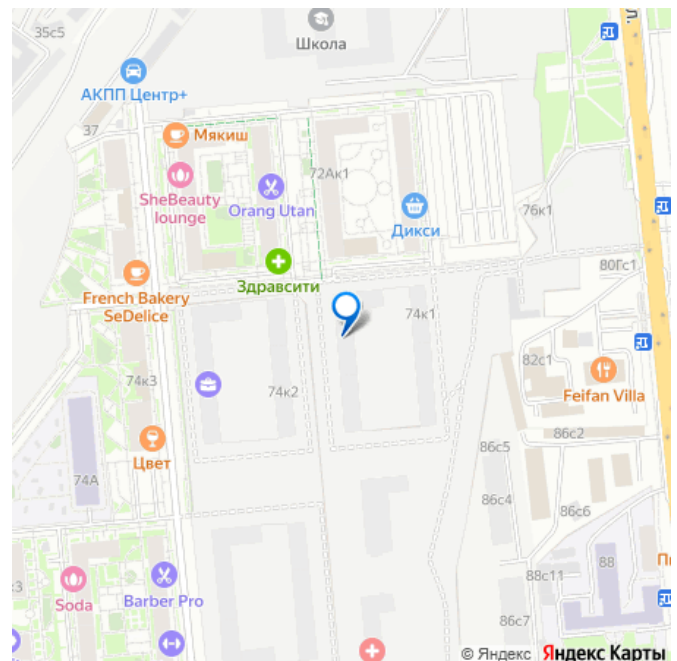 35с5
Школа
л.
АКПП Центр+
37
Мякиш
72Ак1
SheBeauty
lounge
Orang Utan
Дикси
76к1
Здравсити
80Гс1
French Bakery
SeDelice
74к1
82с1
74к3
74к2
Feifan Villa
Цвет
86с5
86с2
74А
86с4
86с6
88с11
88
Soda
Barber Pro
86с7
© Яндекс Яндекс Карты